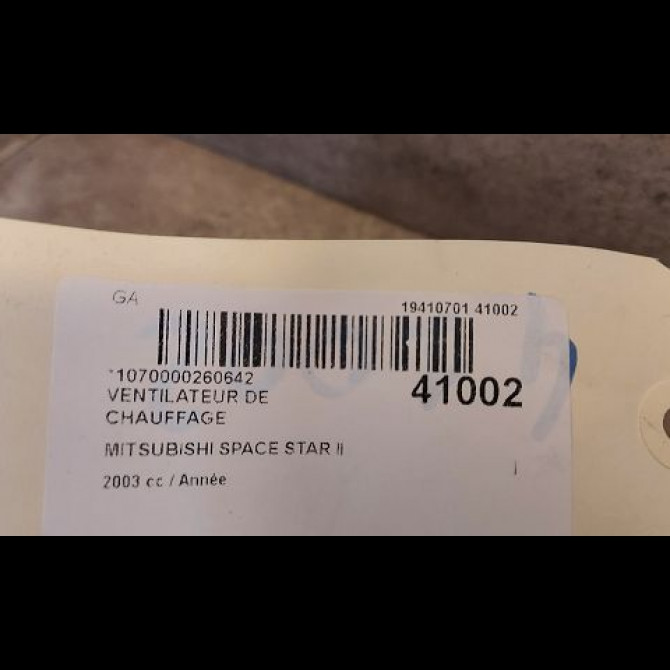 GA
19410701 41002
*1070000260642
41002
VENTILATEUR DE
CHAUFFAGE
MITSUBISHI SPACE STAR II
2003 cc / Année